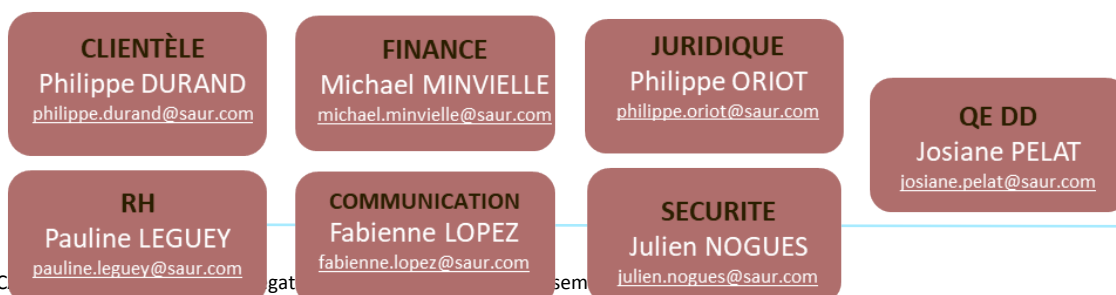 CLIENTÈLE
Philippe DURAND
philippe.durand@saur.com
FINANCE
Michael MINVIELLE
michael.minvielle@saur.com
JURIDIQUE
Philippe ORIOT
philippe.oriot@saur.com
QE DD
Josiane PELAT
josiane.pelat@saur.com
RH
Pauline LEGUEY
pauline.leguey@saur.com
COMMUNICATION
Fabienne LOPEZ
fabienne.lopez@saur.com
SECURITE
Julien NOGUES
julien.nogues@saur.com